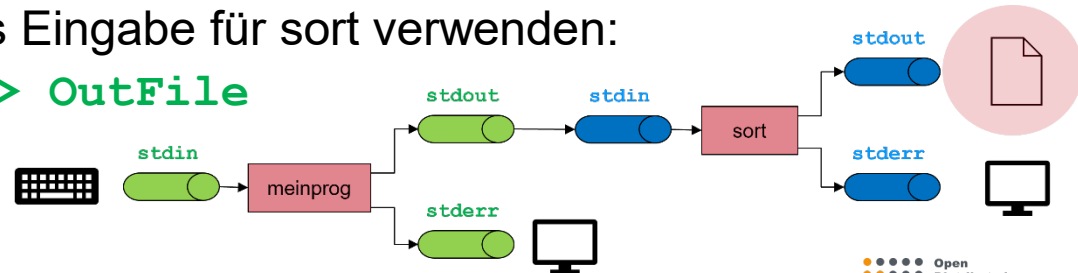 s Eingabe für sort verwenden:
> OutFile
stdout
stdout
stdin
sort
stdin
stderr
meinprog
stderr
Open